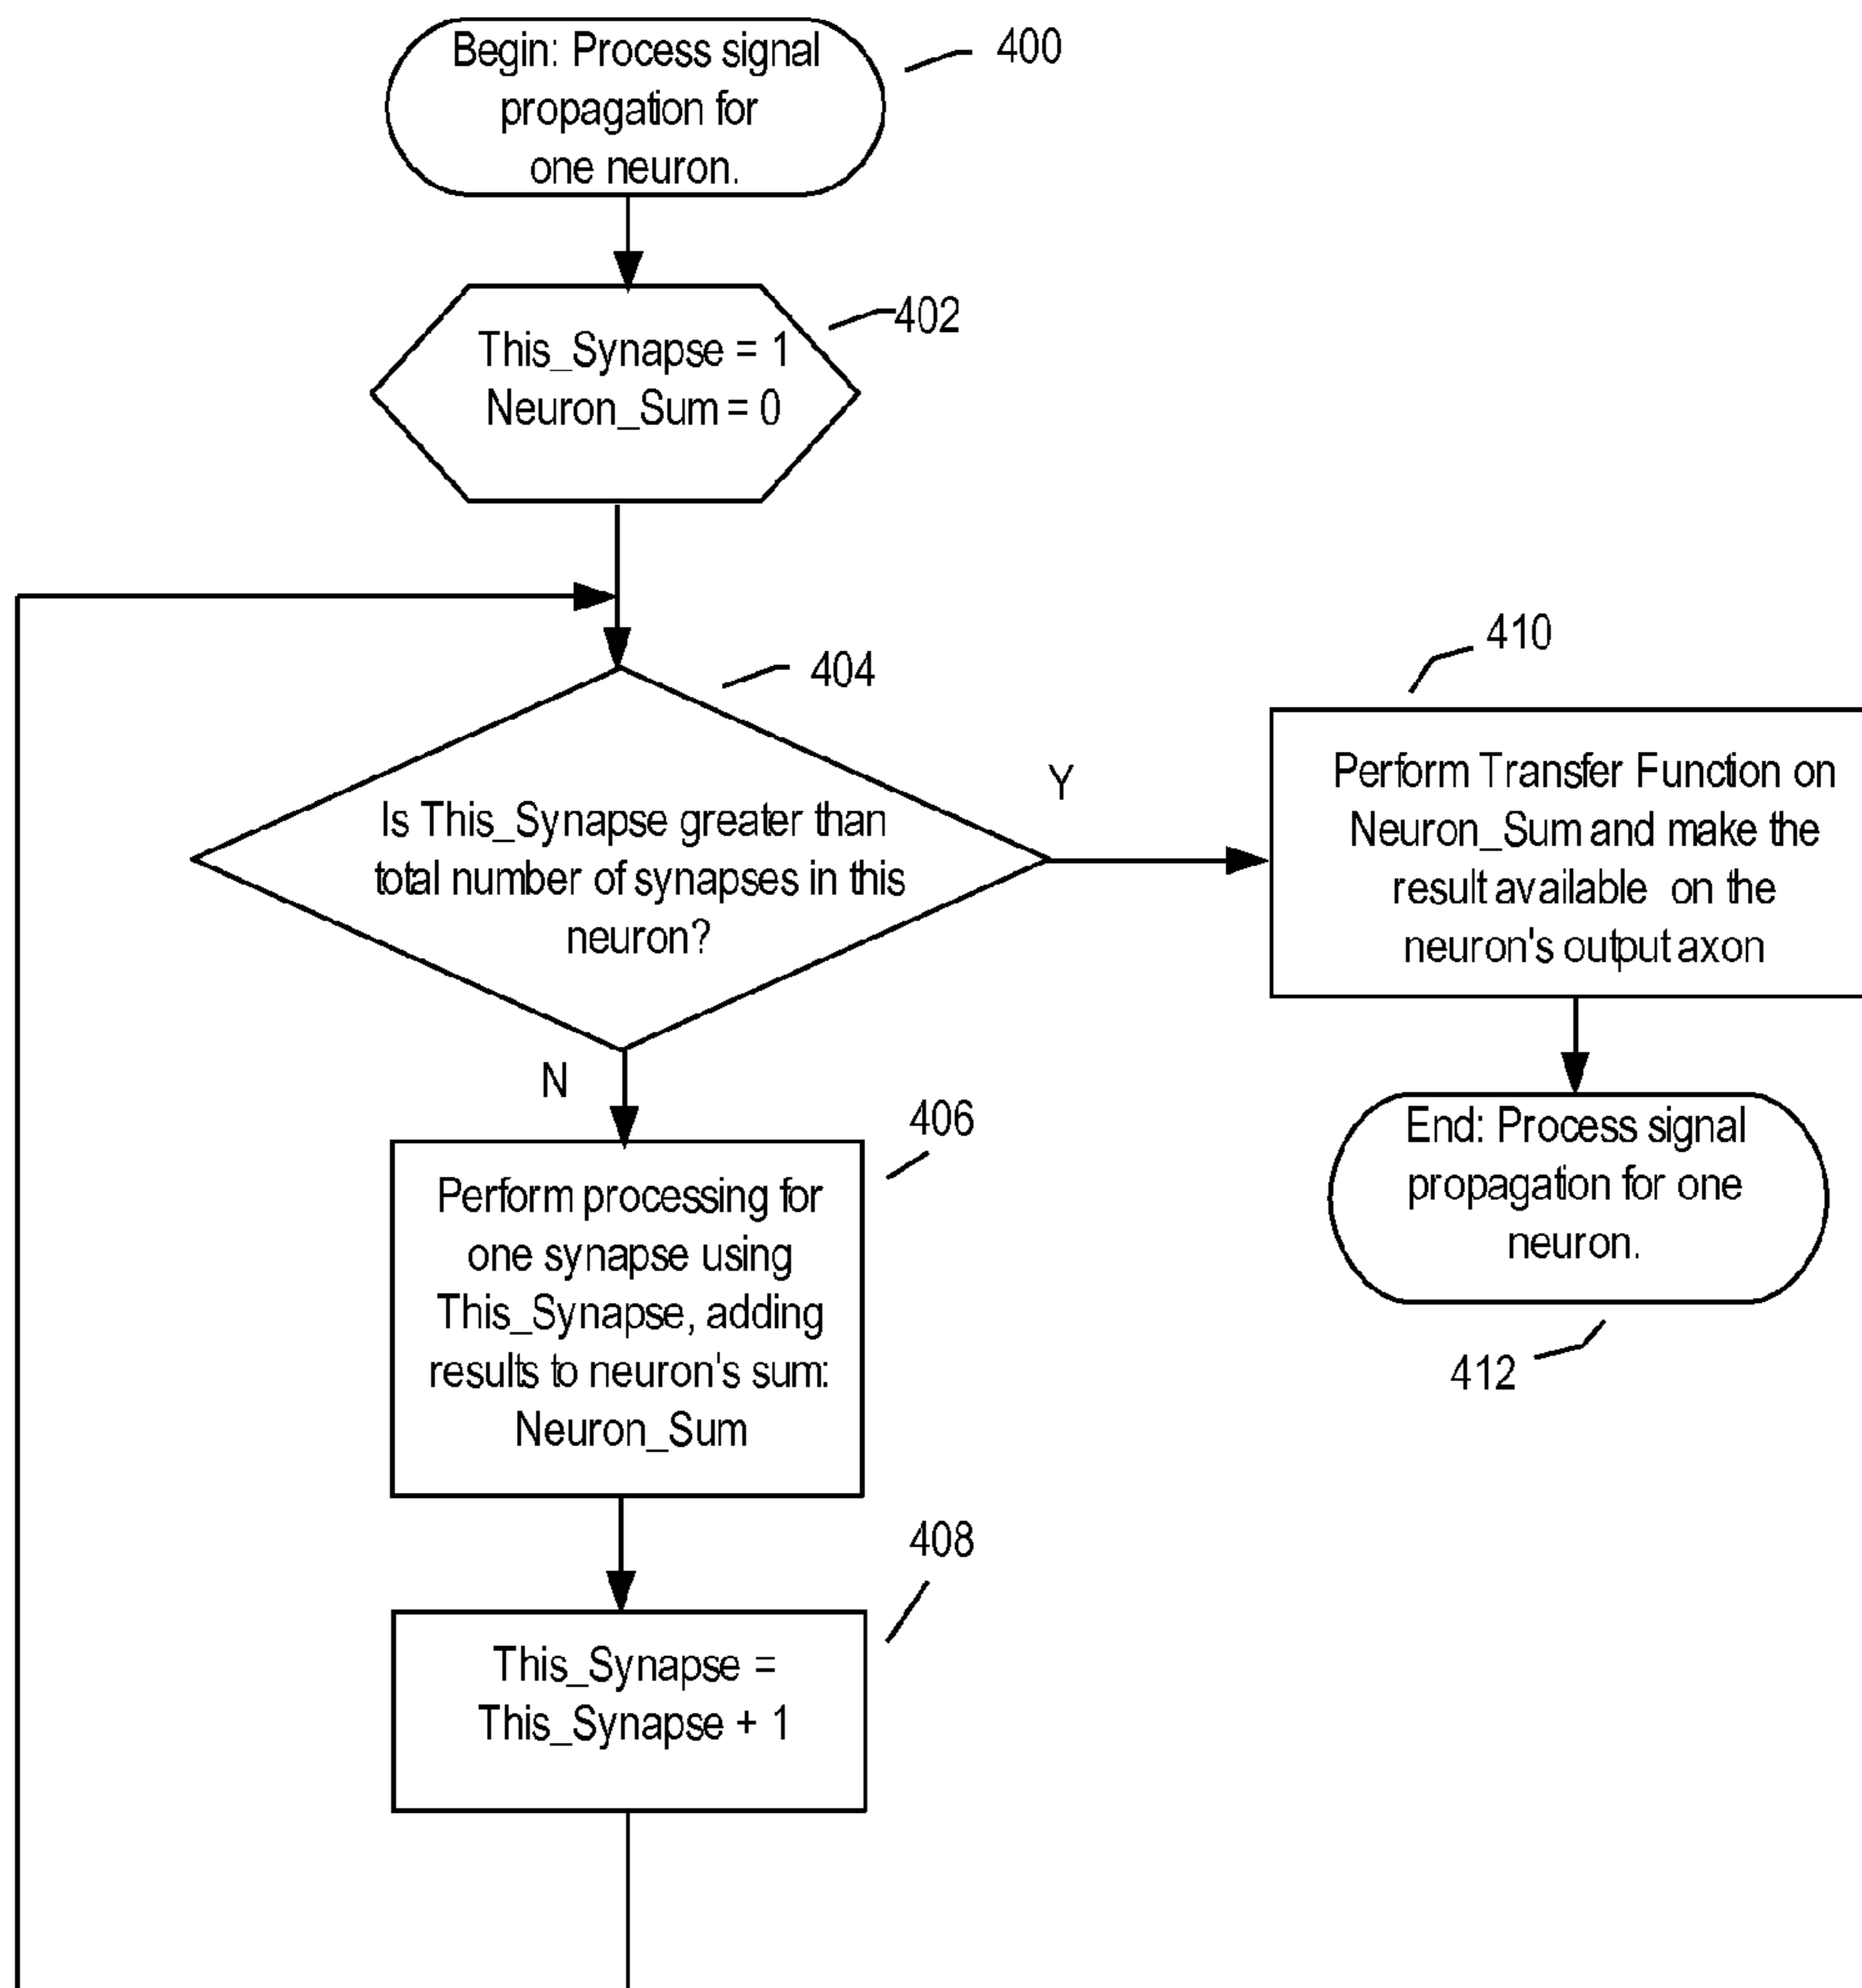 Begin: Process signal
propagation for
one neuron.
400
This_Synapse = 1
Neuron_Sum = 0
402
404
Is This_Synapse greater than
total number of synapses in this
neuron?
Y
N
410
Perform Transfer Function on
Neuron_Sum and make the
result available on the
neuron's output axon
End: Process signal
propagation for one
neuron.
412
406
Perform processing for
one synapse using
This_Synapse, adding
results to neuron's sum:
Neuron_Sum
408
This_Synapse =
This_Synapse + 1